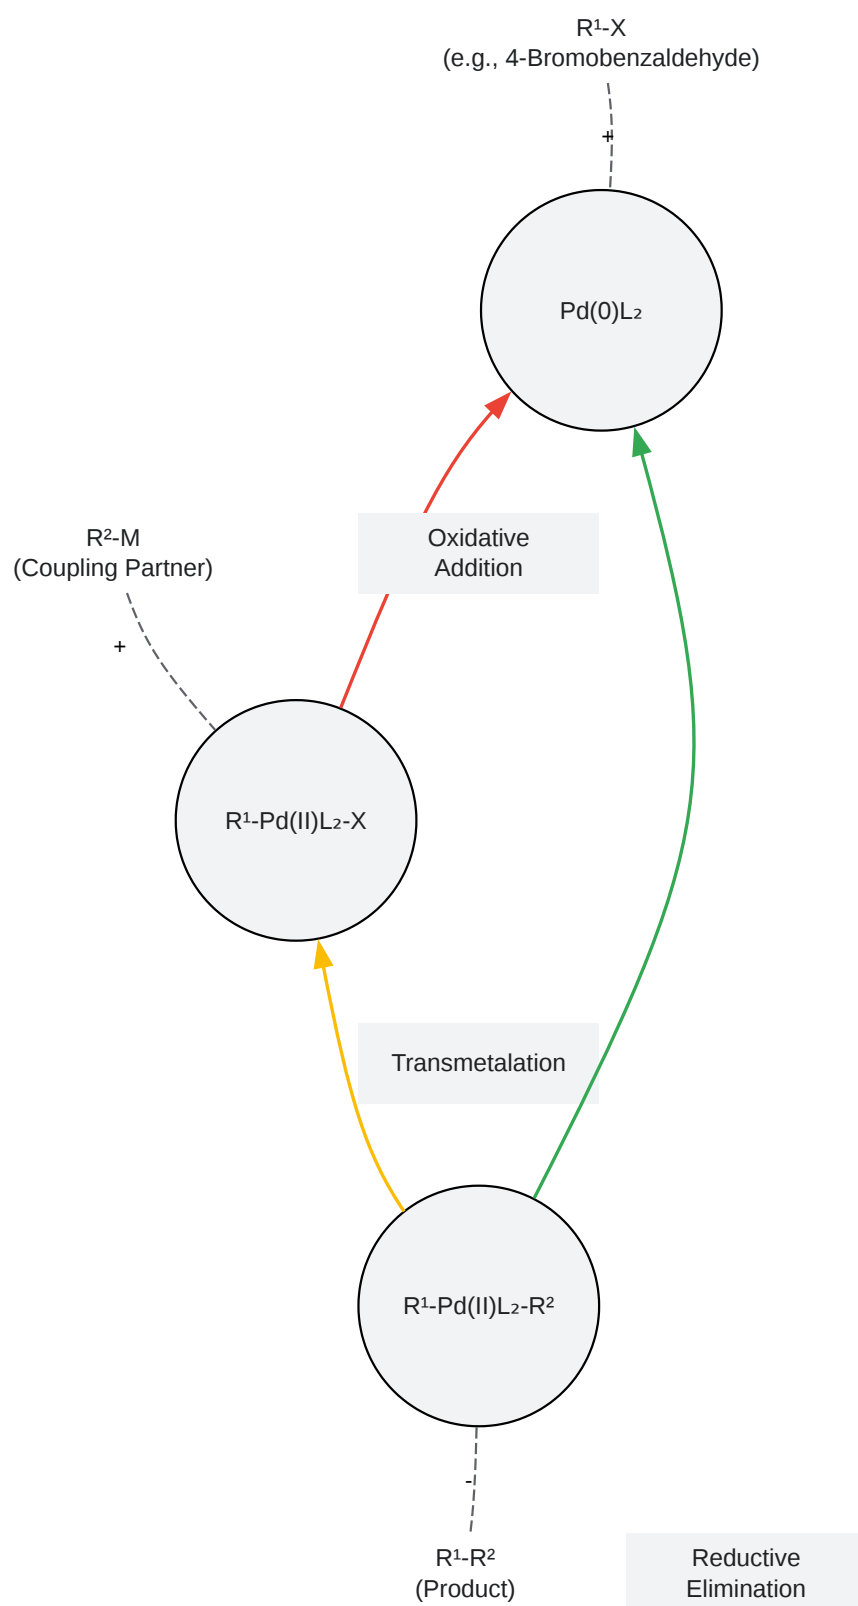 R¹-X
(e.g., 4-Bromobenzaldehyde)
+
Pd(0)L₂
Oxidative
Addition
R²-M
(Coupling Partner)
+
R¹-Pd(II)L₂-X
Transmetalation
R¹-Pd(II)L₂-R²
-
R¹-R²
(Product)
Reductive
Elimination